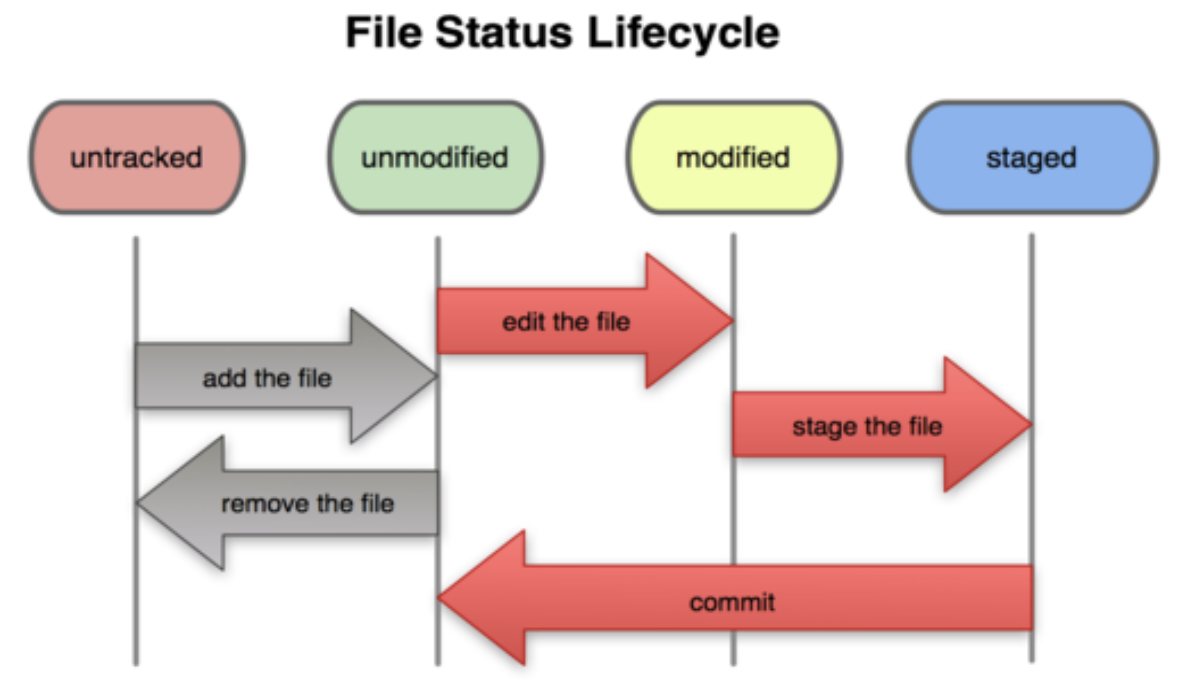 File Status Lifecycle
untracked
unmodified
modified
staged
edit the file
add the file
stage the file
remove the file
commit